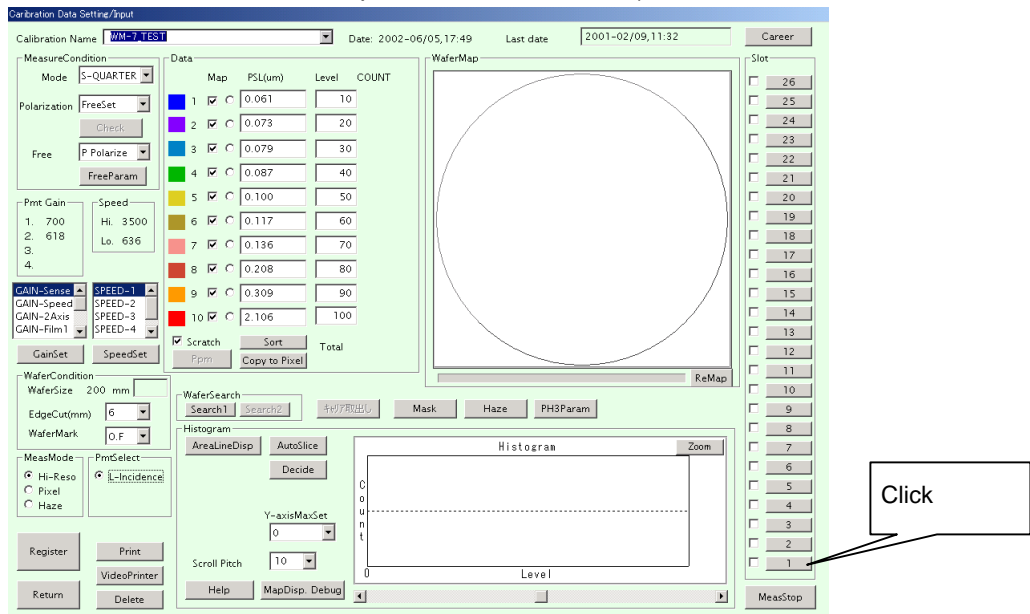 Caribration Data Setting/Input
Calibration Name WM-7_TEST Date: 2002-06/05,17:49 Last date 2001-02/09,11:32 Career
MeasureCondition
Mode S-QUARTER
Polarization FreeSet
Check
Free P Polarize
FreeParam
Pmt Gain
1. 700
2. 618
3.
4.
Speed
Hi. 3500
Lo. 636
GAIN-Sense
GAIN-Speed
GAIN-2Axis
GAIN-Film1
SPEED-1
SPEED-2
SPEED-3
SPEED-4
GainSet SpeedSet
WaferCondition
WaferSize 200 mm
EdgeCut(mm) 6
WaferMark O.F
MeasMode
Hi-Reso
Pixel
Haze
PmtSelect
L-Incidence
Register Print
VideoPrinter
Return Delete
Data
Map PSL(um) Level COUNT
1 0.061 10
2 0.073 20
3 0.079 30
4 0.087 40
5 0.100 50
6 0.117 60
7 0.136 70
8 0.208 80
9 0.309 90
10 2.106 100
Scratch Sort Total
Ppm Copy to Pixel
WaferMap
ReMap
WaferSearch
Search1 Search2 ｷｬﾘｱ取出し Mask Haze PH3Param
Histogram
AreaLineDisp AutoSlice
Decide
Y-axisMaxSet
0
Scroll Pitch 10
Help MapDisp. Debug
Histogram Zoom
Count
0 Level
Slot
26
25
24
23
22
21
20
19
18
17
16
15
14
13
12
11
10
9
8
7
6
5
4
3
2
1
MeasStop
Click